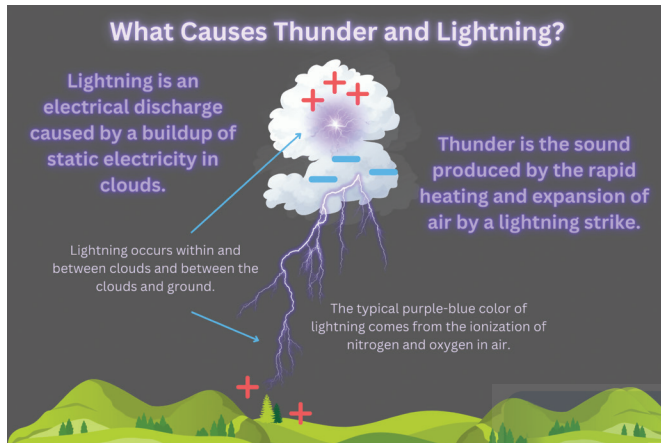 What Causes Thunder and Lightning?
Lightning is an
electrical discharge
caused by a buildup of
static electricity in
clouds.
Thunder is the sound
produced by the rapid
heating and expansion of
air by a lightning strike.
Lightning occurs within and
between clouds and between the
clouds and ground.
The typical purple-blue color of
lightning comes from the ionization of
nitrogen and oxygen in air.